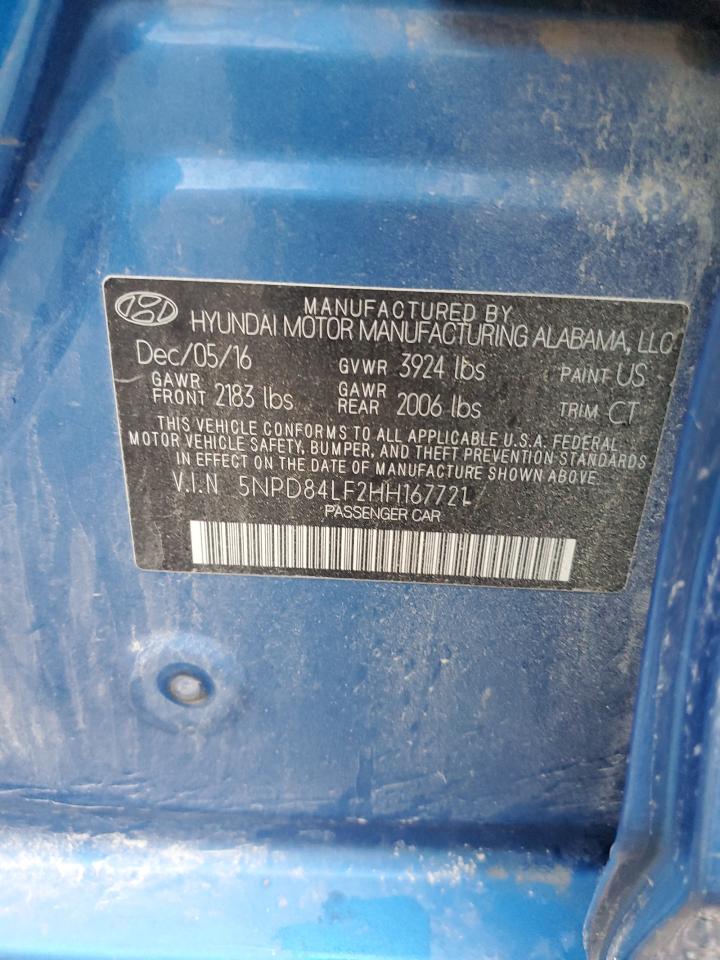 MANUFACTURED BY
HYUNDAI MOTOR MANUFACTURING ALABAMA, LLC
Dec/05/16 GVWR 3924 lbs PAINT US
GAWR FRONT 2183 lbs GAWR REAR 2006 lbs TRIM CT
THIS VEHICLE CONFORMS TO ALL APPLICABLE U.S.A. FEDERAL
MOTOR VEHICLE SAFETY, BUMPER, AND THEFT PREVENTION STANDARDS
IN EFFECT ON THE DATE OF MANUFACTURE SHOWN ABOVE.
V.I.N 5NPD84LF2HH167721
PASSENGER CAR